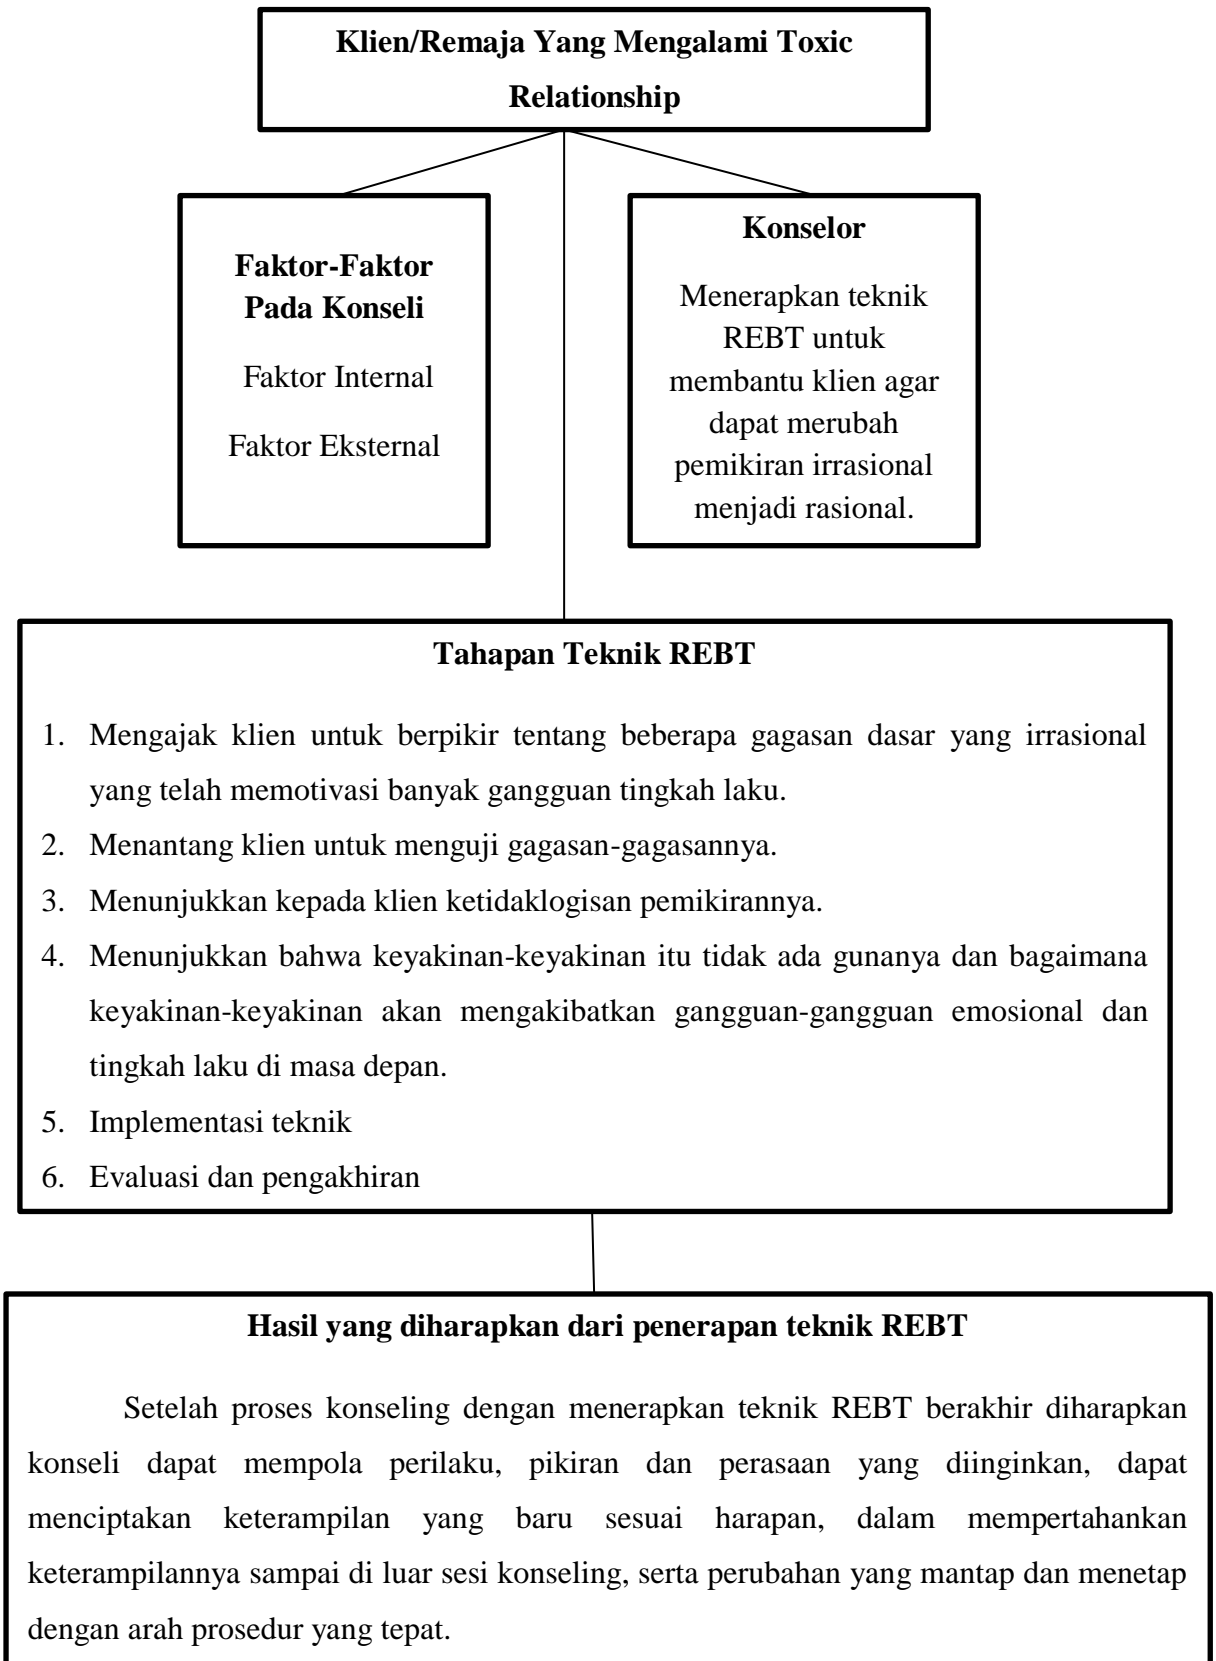 Klien/Remaja Yang Mengalami Toxic
Relationship
Faktor-Faktor
Pada Konseli
Faktor Internal
Faktor Eksternal
Konselor
Menerapkan teknik
REBT untuk
membantu klien agar
dapat merubah
pemikiran irrasional
menjadi rasional.
Tahapan Teknik REBT
1. Mengajak klien untuk berpikir tentang beberapa gagasan dasar yang irrasional
yang telah memotivasi banyak gangguan tingkah laku.
2. Menantang klien untuk menguji gagasan-gagasannya.
3. Menunjukkan kepada klien ketidaklogisan pemikirannya.
4. Menunjukkan bahwa keyakinan-keyakinan itu tidak ada gunanya dan bagaimana
keyakinan-keyakinan akan mengakibatkan gangguan-gangguan emosional dan
tingkah laku di masa depan.
5. Implementasi teknik
6. Evaluasi dan pengakhiran
Hasil yang diharapkan dari penerapan teknik REBT
Setelah proses konseling dengan menerapkan teknik REBT berakhir diharapkan
konseli dapat mempola perilaku, pikiran dan perasaan yang diinginkan, dapat
menciptakan keterampilan yang baru sesuai harapan, dalam mempertahankan
keterampilannya sampai di luar sesi konseling, serta perubahan yang mantap dan menetap
dengan arah prosedur yang tepat.